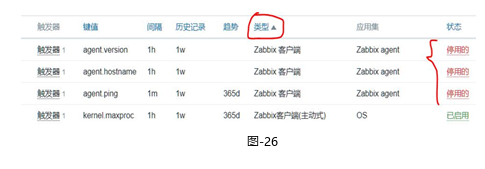 触发器 键值 间隔 历史记录 趋势 类型▲ 应用集 状态
触发器 1 agent.version 1h 1w Zabbix 客户端 Zabbix agent 停用的
触发器 1 agent.hostname 1h 1w Zabbix 客户端 Zabbix agent 停用的
触发器 1 agent.ping 1m 1w 365d Zabbix 客户端 Zabbix agent 停用的
触发器 1 kernel.maxproc 1h 1w 365d Zabbix客户端(主动式) OS 已启用
图-26